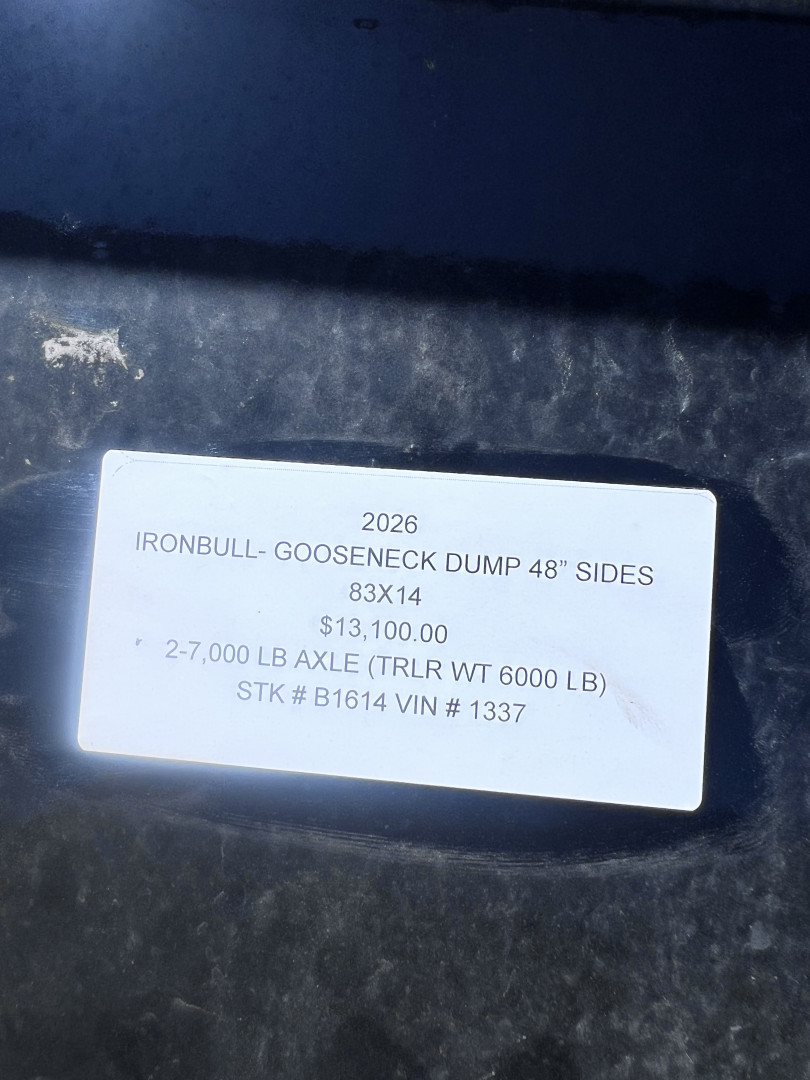 2026
IRONBULL- GOOSENECK DUMP 48” SIDES
83X14
$13,100.00
2-7,000 LB AXLE (TRLR WT 6000 LB)
STK # B1614 VIN # 1337